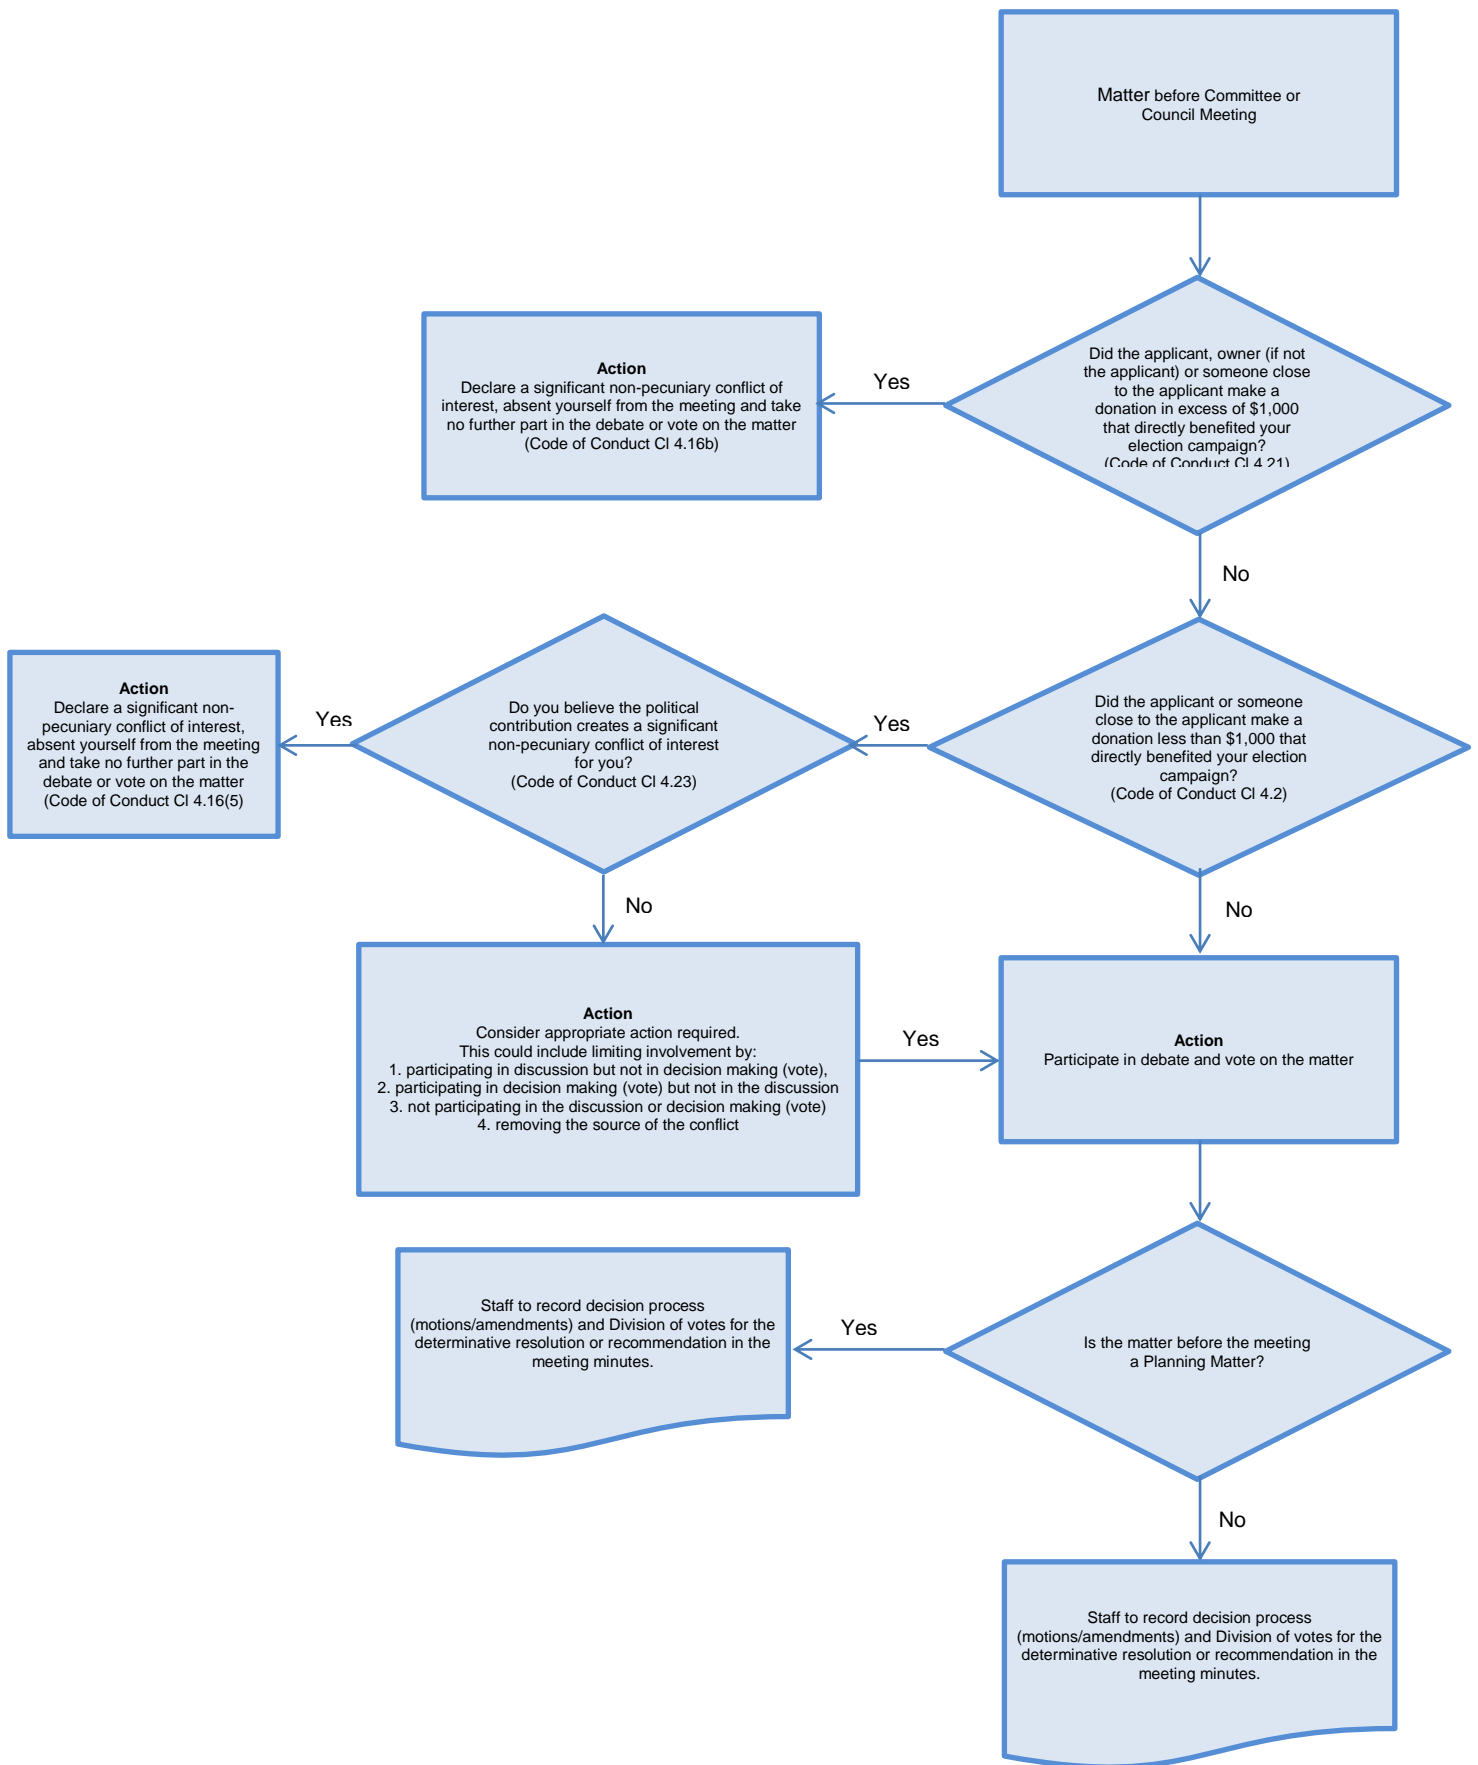 Matter before Committee or
Council Meeting
Did the applicant, owner (if not
the applicant) or someone close
to the applicant make a
donation in excess of $1,000
that directly benefited your
election campaign?
(Code of Conduct Cl 4.21)
Yes
Action
Declare a significant non-pecuniary conflict of
interest, absent yourself from the meeting and take
no further part in the debate or vote on the matter
(Code of Conduct Cl 4.16b)
No
Did the applicant or someone
close to the applicant make a
donation less than $1,000 that
directly benefited your election
campaign?
(Code of Conduct Cl 4.2)
Yes
Do you believe the political
contribution creates a significant
non-pecuniary conflict of interest
for you?
(Code of Conduct Cl 4.23)
Yes
Action
Declare a significant non-
pecuniary conflict of interest,
absent yourself from the meeting
and take no further part in the
debate or vote on the matter
(Code of Conduct Cl 4.16(5)
No
No
Action
Consider appropriate action required.
This could include limiting involvement by:
1. participating in discussion but not in decision making (vote),
2. participating in decision making (vote) but not in the discussion
3. not participating in the discussion or decision making (vote)
4. removing the source of the conflict
Yes
Action
Participate in debate and vote on the matter
Is the matter before the meeting
a Planning Matter?
Yes
Staff to record decision process
(motions/amendments) and Division of votes for the
determinative resolution or recommendation in the
meeting minutes.
No
Staff to record decision process
(motions/amendments) and Division of votes for the
determinative resolution or recommendation in the
meeting minutes.